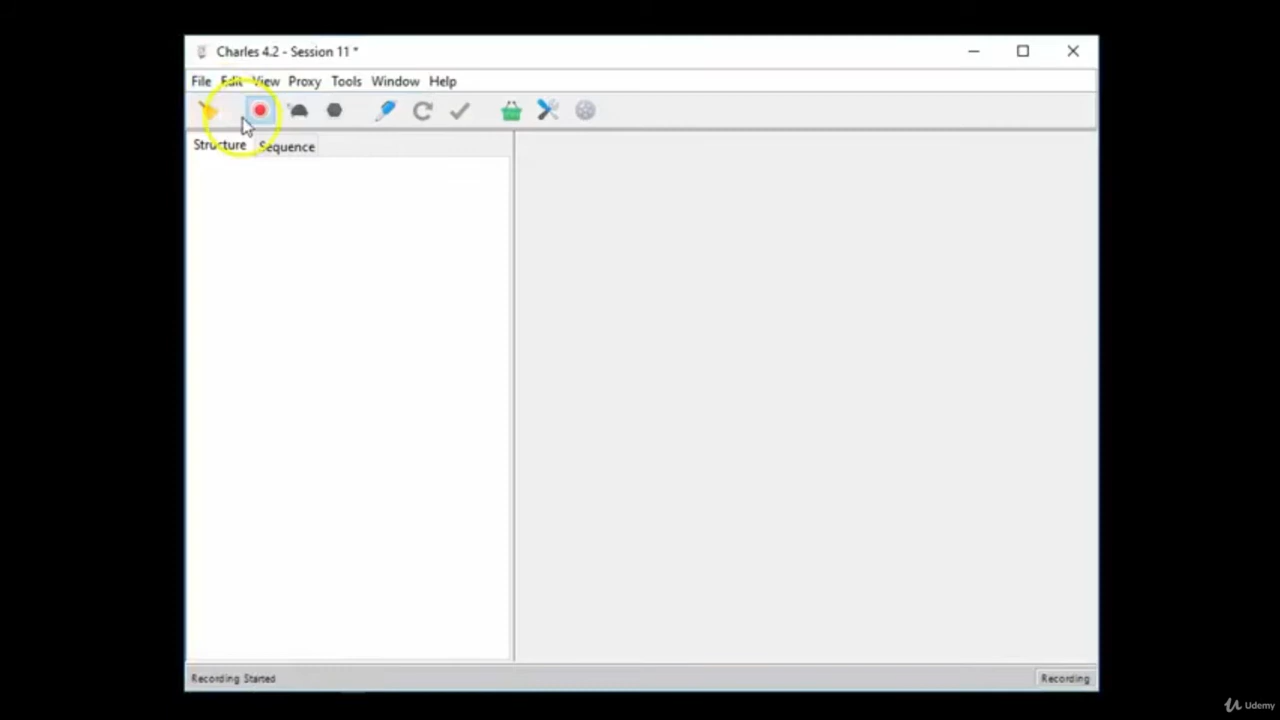 Charles 4.2 - Session 11 *
File Edit View Proxy Tools Window Help
Structure Sequence
Recording Started Recording
Udemy